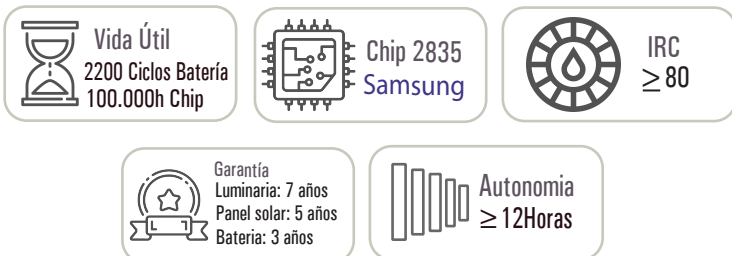 Vida Útil
2200 Ciclos Batería
100.000h Chip
Chip 2835
Samsung
IRC
≥80
Garantía
Luminaria: 7 años
Panel solar: 5 años
Bateria: 3 años
Autonomia
≥12Horas